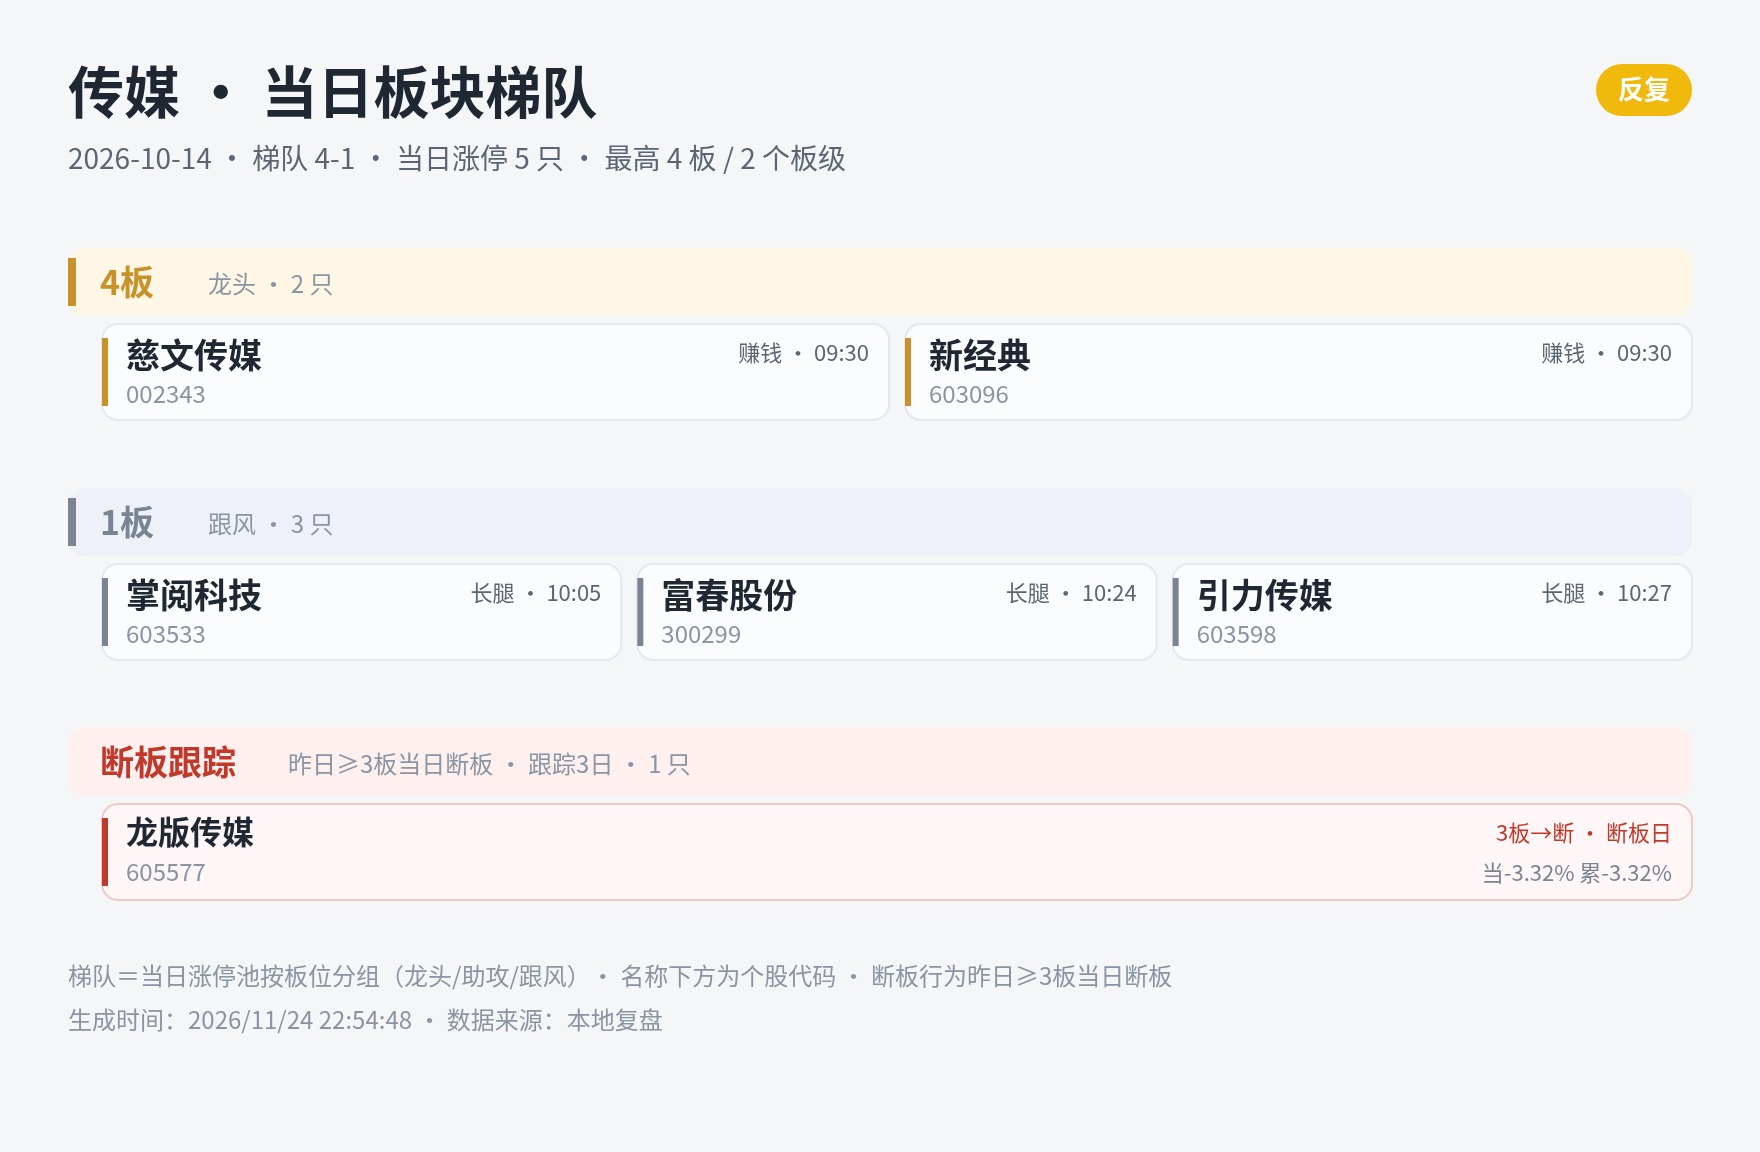 传媒 · 当日板块梯队
反复
2026-10-14 · 梯队 4-1 · 当日涨停 5 只 · 最高 4 板 / 2 个板级
4板 龙头 · 2 只
慈文传媒 赚钱 · 09:30
002343
新经典 赚钱 · 09:30
603096
1板 跟风 · 3 只
掌阅科技 长腿 · 10:05
603533
富春股份 长腿 · 10:24
300299
引力传媒 长腿 · 10:27
603598
断板跟踪 昨日≥3板当日断板 · 跟踪3日 · 1 只
龙版传媒 3板→断 · 断板日
605577 当-3.32% 累-3.32%
梯队＝当日涨停池按板位分组（龙头/助攻/跟风） · 名称下方为个股代码 · 断板行为昨日≥3板当日断板
生成时间：2026/11/24 22:54:48 · 数据来源：本地复盘